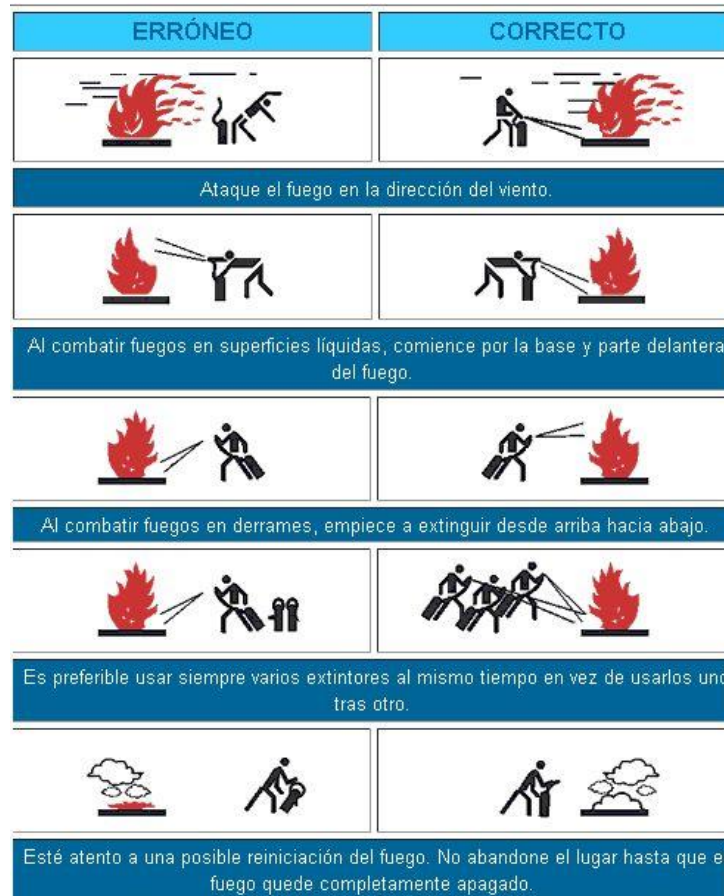 ERRÓNEO
CORRECTO
Ataque el fuego en la dirección del viento.
Al combatir fuegos en superficies líquidas, comience por la base y parte delantera
del fuego.
Al combatir fuegos en derrames, empiece a extinguir desde arriba hacia abajo.
Es preferible usar siempre varios extintores al mismo tiempo en vez de usarlos uno
tras otro.
Esté atento a una posible reiniciación del fuego. No abandone el lugar hasta que e
fuego quede completamente apagado.